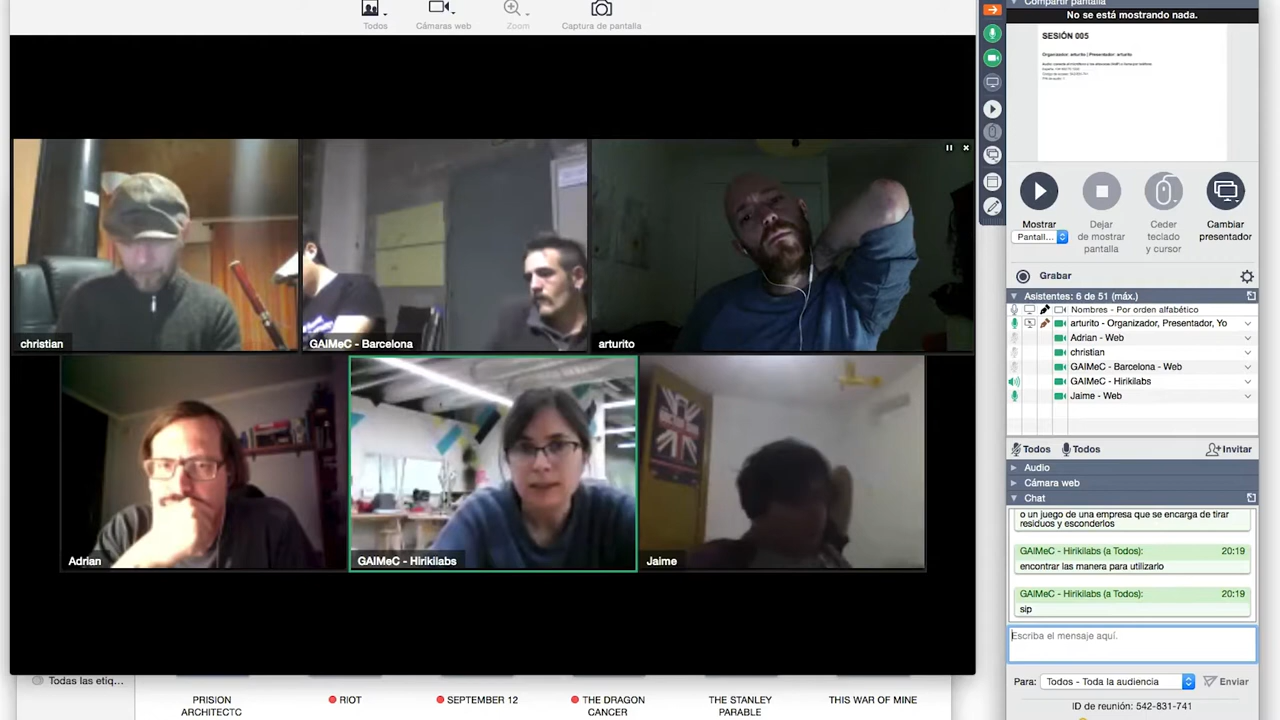 Todos
Cámaras web
Zoom
Captura de pantalla
christian
GAIMeC - Barcelona
arturito
Adrian
GAIMeC - Hirikilabs
Jaime
Todas las etiq...
PRISION
ARCHITECTC
RIOT
SEPTEMBER 12
THE DRAGON
CANCER
THE STANLEY
PARABLE
THIS WAR OF MINE
Compartir pantalla
No se está mostrando nada.
SESIÓN 005
Organizador: arturito | Presentador: arturito
Mostrar
Pantall...
Dejar
de mostrar
pantalla
Ceder
teclado
y cursor
Cambiar
presentador
Grabar
Asistentes: 6 de 51 (máx.)
Nombres - Por orden alfabético
arturito - Organizador, Presentador, Yo
Adrian - Web
christian
GAIMeC - Barcelona - Web
GAIMeC - Hirikilabs
Jaime - Web
Todos
Todos
Invitar
Audio
Cámara web
Chat
o un juego de una empresa que se encarga de tirar
residuos y esconderlos
GAIMeC - Hirikilabs (a Todos): 20:19
encontrar las manera para utilizarlo
GAIMeC - Hirikilabs (a Todos): 20:19
sip
Escriba el mensaje aquí.
Para: Todos - Toda la audiencia Enviar
ID de reunión: 542-831-741